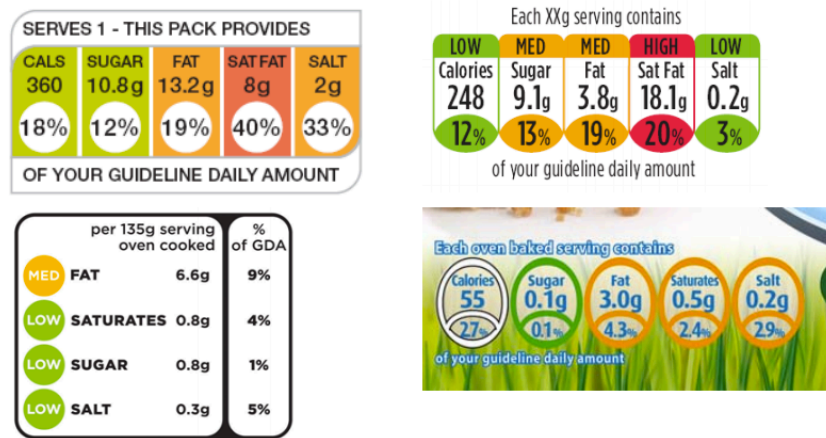 SERVES 1 - THIS PACK PROVIDES
CALS SUGAR FAT SAT FAT SALT
360 10.8g 13.2g 8g 2g
18% 12% 19% 40% 33%
OF YOUR GUIDELINE DAILY AMOUNT
Each XXg serving contains
LOW MED MED HIGH LOW
Calories Sugar Fat Sat Fat Salt
248 9.1g 3.8g 18.1g 0.2g
12% 13% 19% 20% 3%
of your guideline daily amount
per 135g serving %
oven cooked of GDA
MED FAT 6.6g 9%
LOW SATURATES 0.8g 4%
LOW SUGAR 0.8g 1%
LOW SALT 0.3g 5%
Each oven baked serving contains
Calories Sugar Fat Saturates Salt
55 0.1g 3.0g 0.5g 0.2g
2.7% 0.1% 4.3% 2.4% 2.9%
of your guideline daily amount